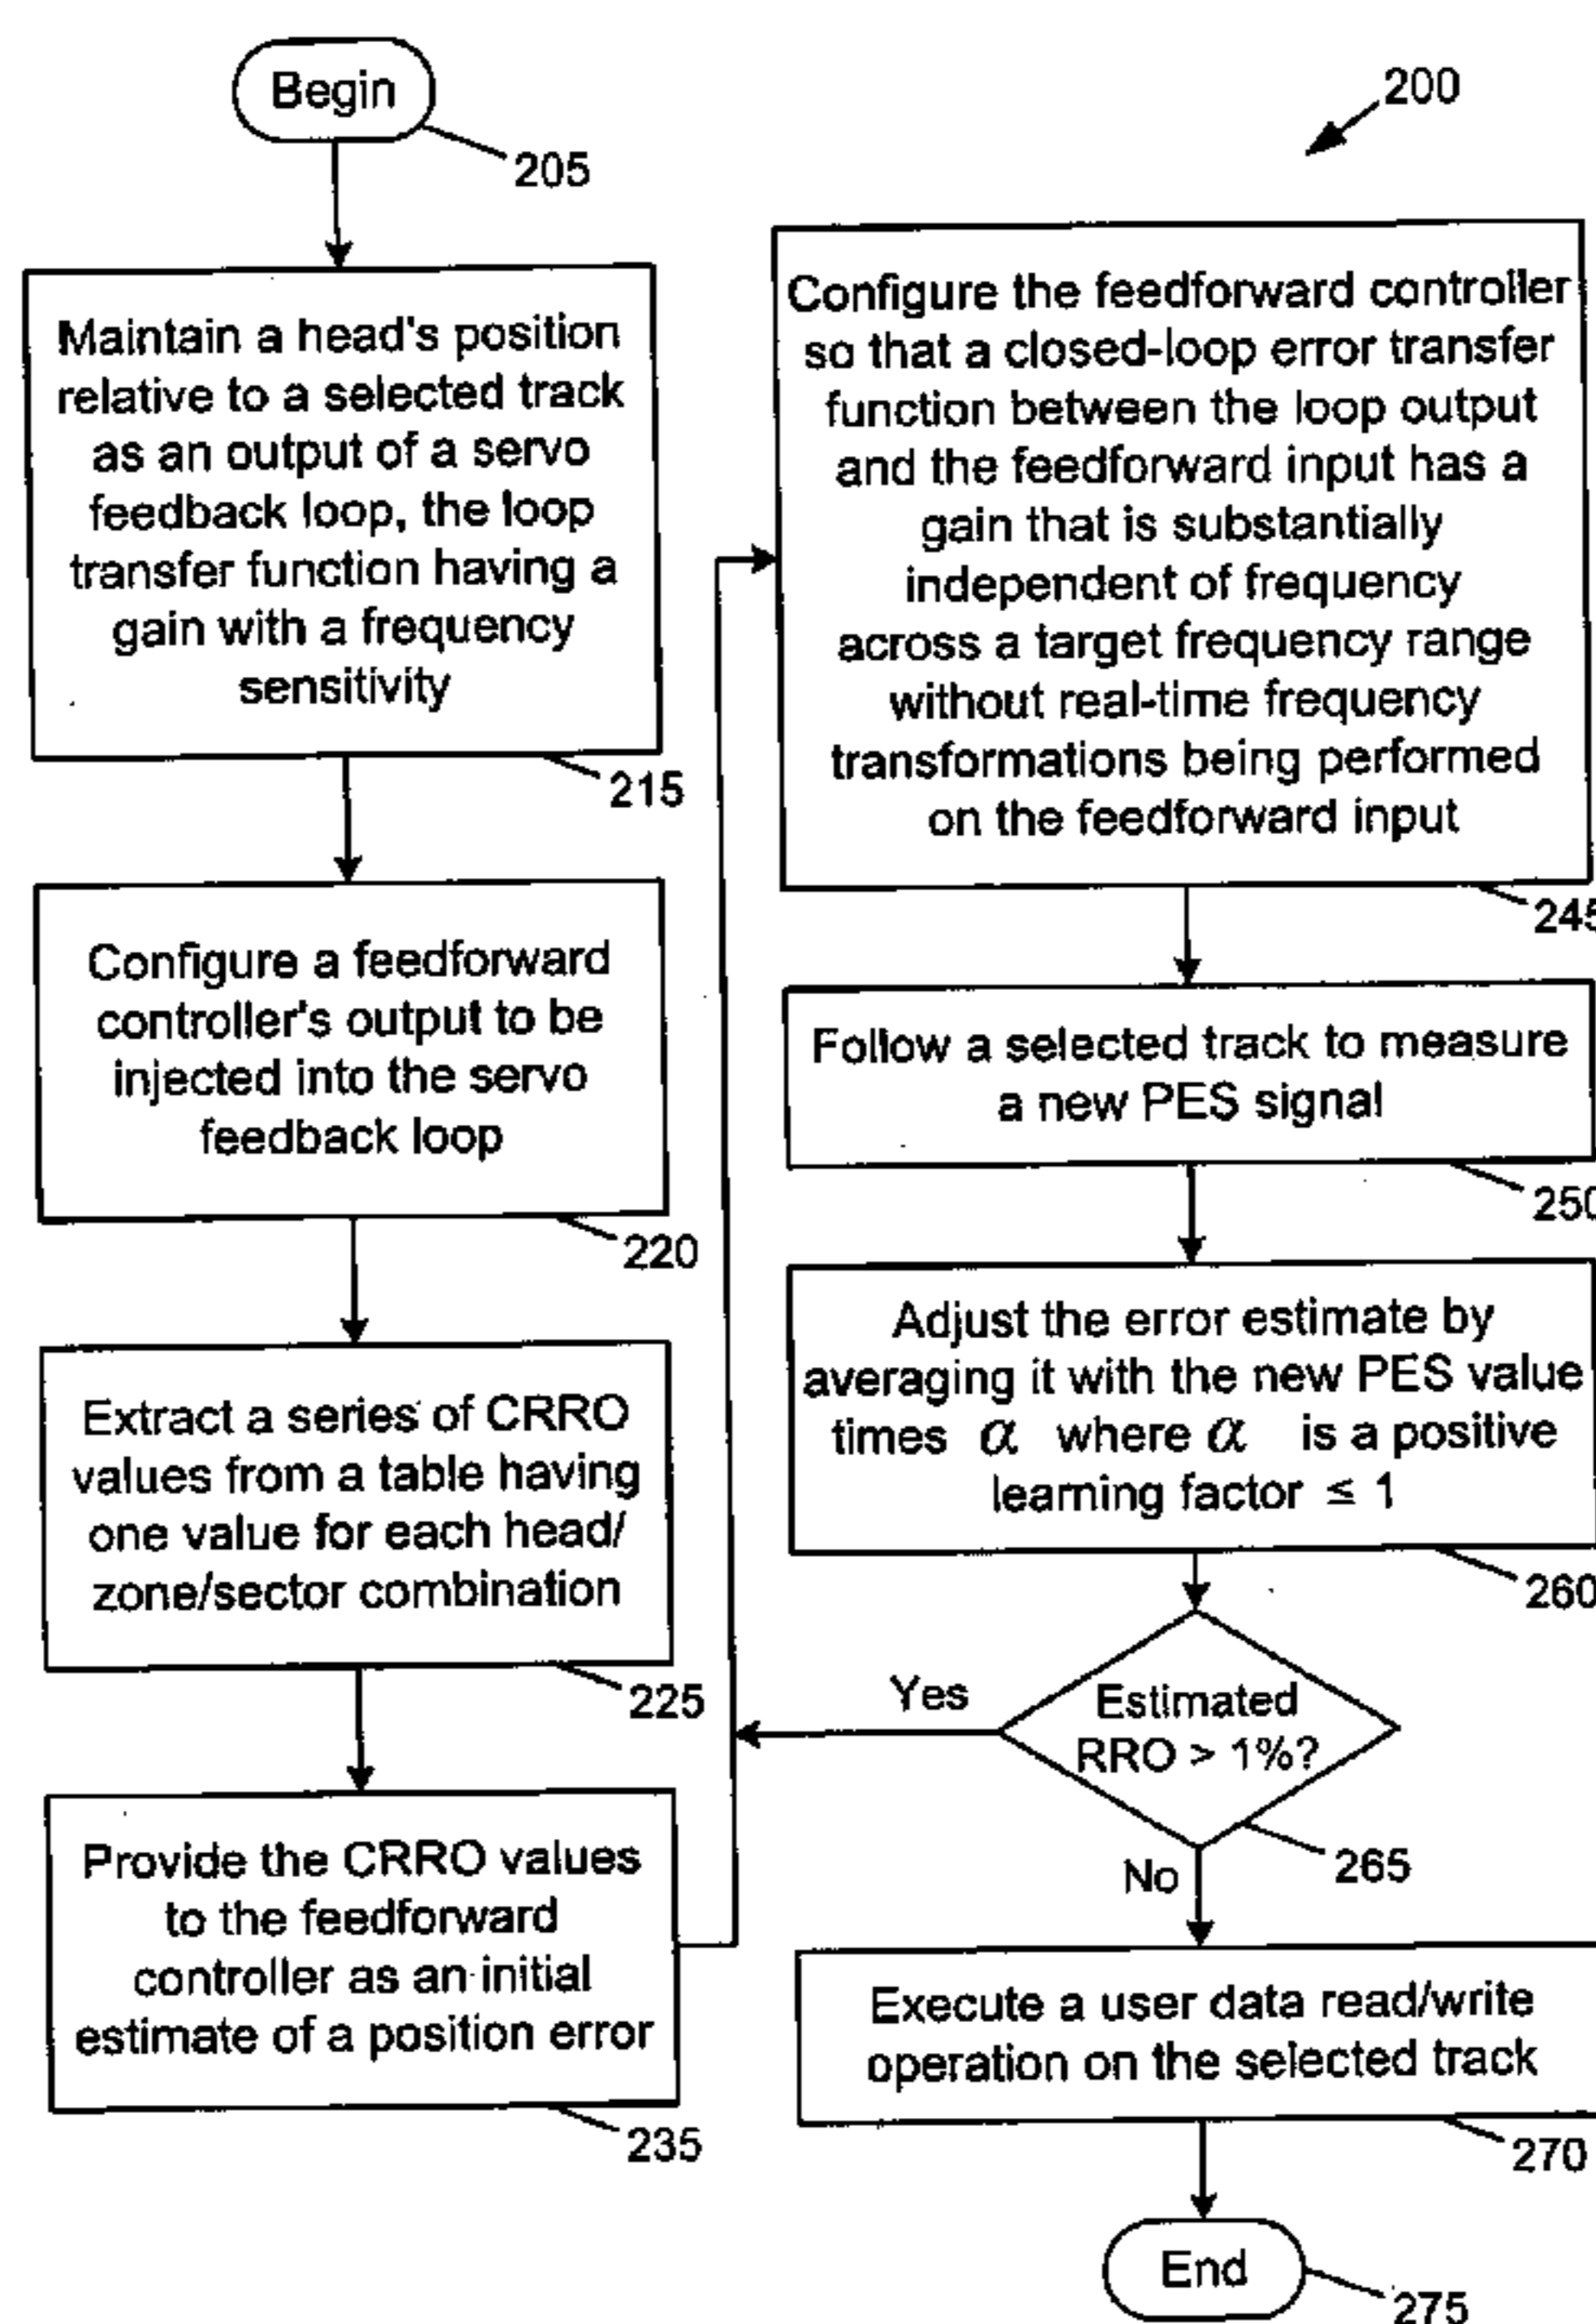 Begin
205
200
Maintain a head's position
relative to a selected track
as an output of a servo
feedback loop, the loop
transfer function having a
gain with a frequency
sensitivity
215
Configure a feedforward
controller's output to be
injected into the servo
feedback loop
220
Extract a series of CRRO
values from a table having
one value for each head/
zone/sector combination
225
Provide the CRRO values
to the feedforward
controller as an initial
estimate of a position error
235
Configure the feedforward controller
so that a closed-loop error transfer
function between the loop output
and the feedforward input has a
gain that is substantially
independent of frequency
across a target frequency range
without real-time frequency
transformations being performed
on the feedforward input
245
Follow a selected track to measure
a new PES signal
250
Adjust the error estimate by
averaging it with the new PES value
times α where α is a positive
learning factor ≤ 1
260
Estimated
RRO > 1%?
265
Yes
No
Execute a user data read/write
operation on the selected track
270
End
275